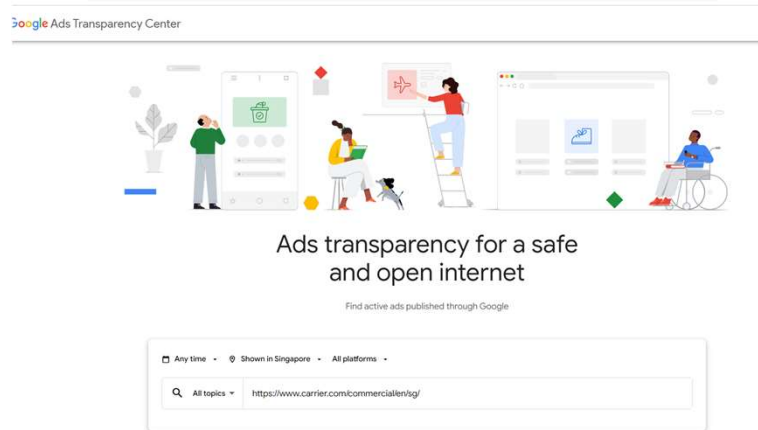 Google Ads Transparency Center
Ads transparency for a safe
and open internet
Find active ads published through Google
Any time
Shown in Singapore
All platforms
All topics
https://www.carrier.com/commercial/en/sg/